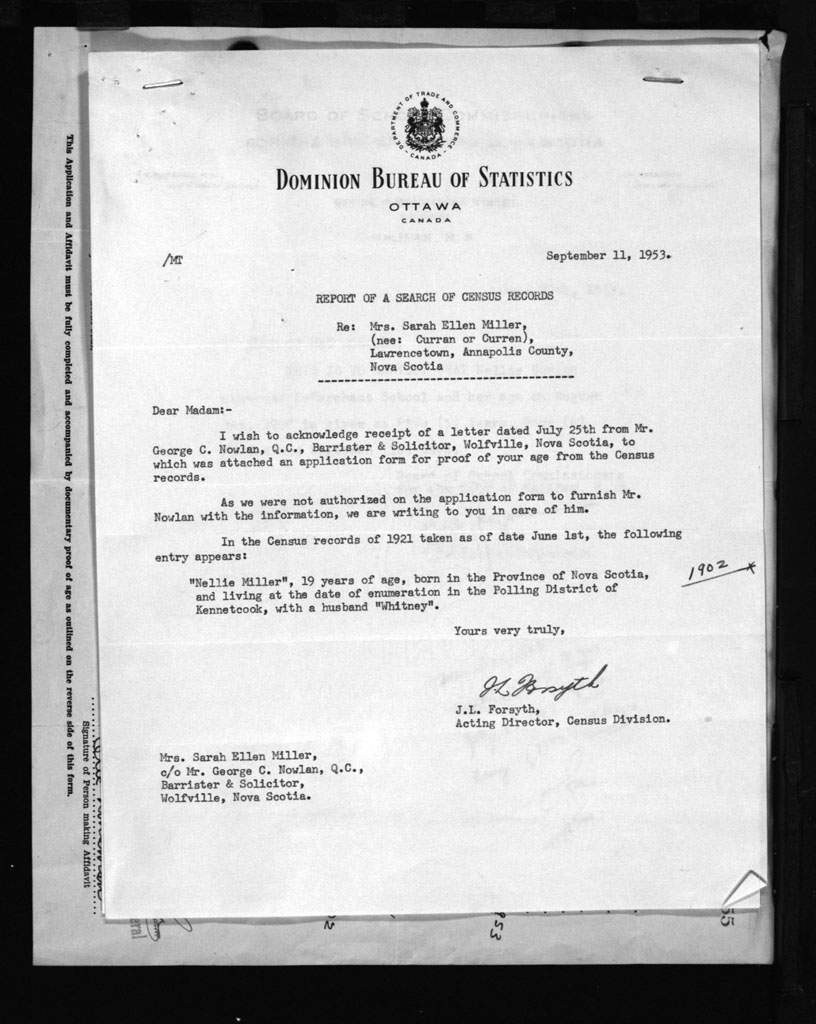 DEPARTMENT OF TRADE AND COMMERCE
CANADA
DOMINION BUREAU OF STATISTICS
OTTAWA
CANADA
/MT
September 11, 1953.
REPORT OF A SEARCH OF CENSUS RECORDS
Re: Mrs. Sarah Ellen Miller,
(nee: Curran or Curren),
Lawrencetown, Annapolis County,
Nova Scotia
Dear Madam:-
I wish to acknowledge receipt of a letter dated July 25th from Mr.
George C. Nowlan, Q.C., Barrister & Solicitor, Wolfville, Nova Scotia, to
which was attached an application form for proof of your age from the Census
records.
As we were not authorized on the application form to furnish Mr.
Nowlan with the information, we are writing to you in care of him.
In the Census records of 1921 taken as of date June 1st, the following
entry appears:
"Nellie Miller", 19 years of age, born in the Province of Nova Scotia,
and living at the date of enumeration in the Polling District of
Kennetcook, with a husband "Whitney".
1902 *
Yours very truly,
J L Forsyth
J.L. Forsyth,
Acting Director, Census Division.
Mrs. Sarah Ellen Miller,
c/o Mr. George C. Nowlan, Q.C.,
Barrister & Solicitor,
Wolfville, Nova Scotia.
This Application and Affidavit must be fully completed and accompanied by documentary proof of age as outlined on the reverse side of this form.
Signature of Person making Affidavit